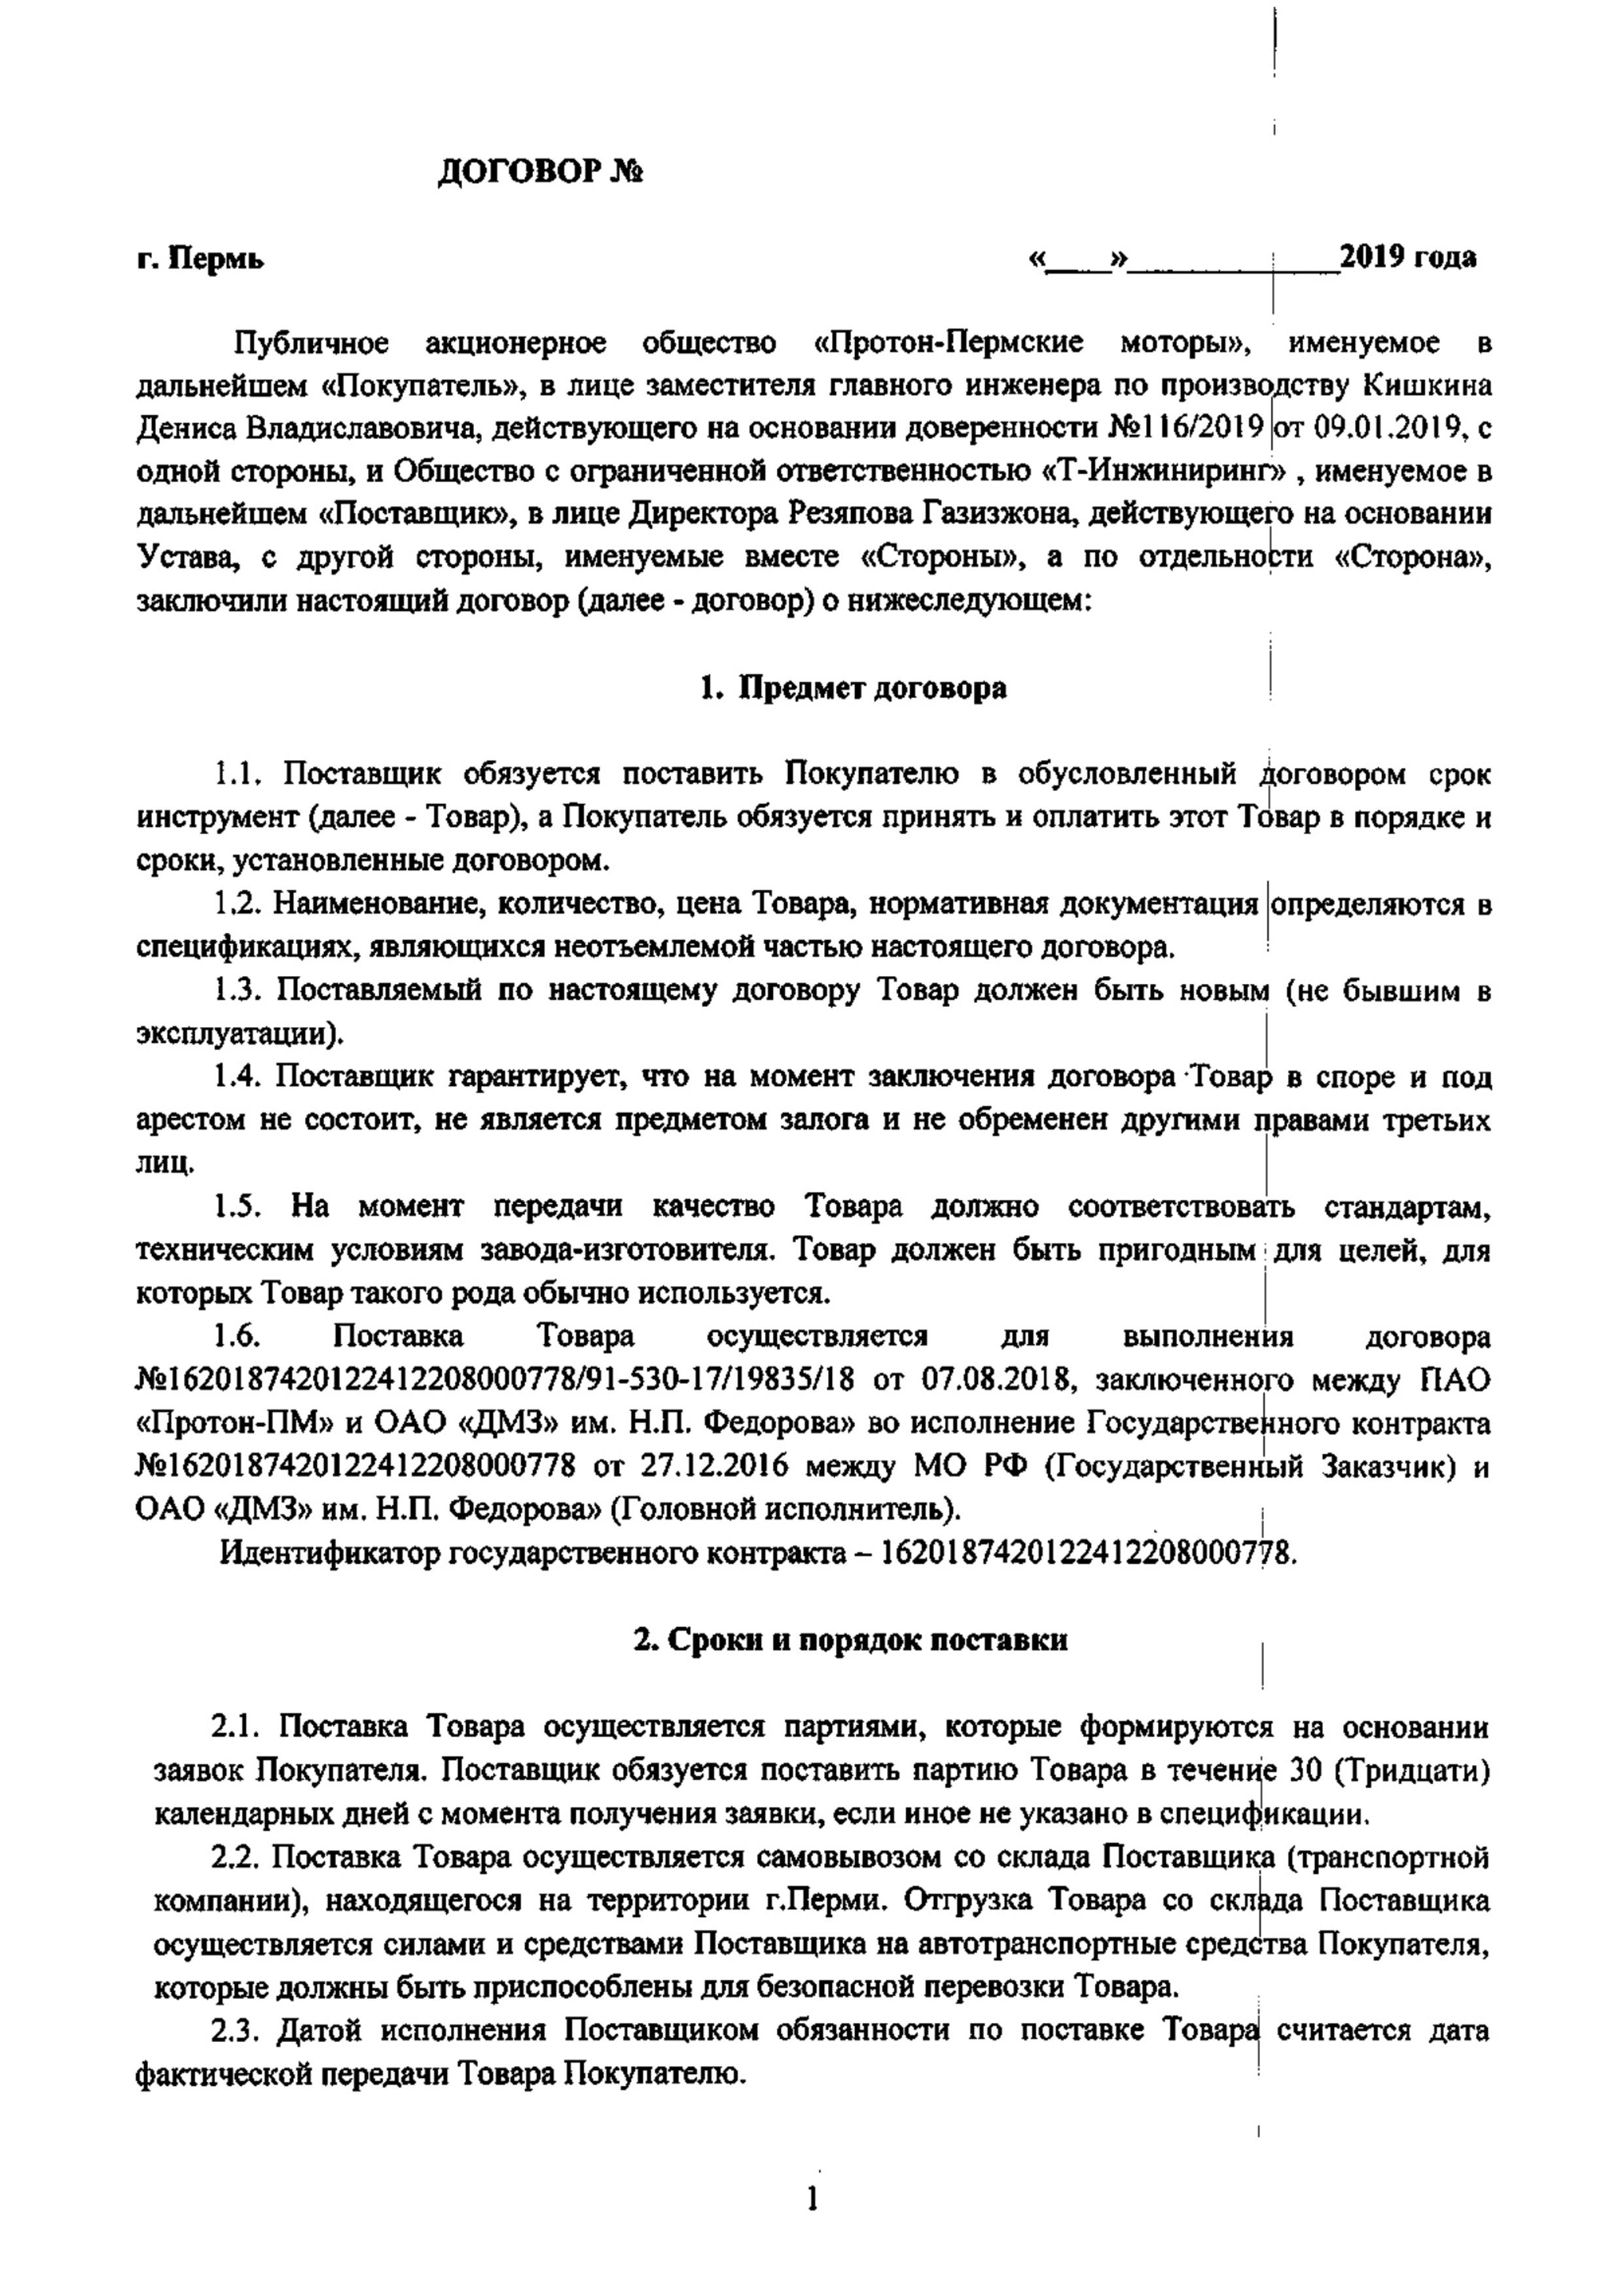 ДОГОВОР №
г. Пермь «____»______________2019 года
Публичное акционерное общество «Протон-Пермские моторы», именуемое в
дальнейшем «Покупатель», в лице заместителя главного инженера по производству Кишкина
Дениса Владиславовича, действующего на основании доверенности №116/2019 от 09.01.2019, с
одной стороны, и Общество с ограниченной ответственностью «Т-Инжиниринг» , именуемое в
дальнейшем «Поставщик», в лице Директора Резяпова Газизжона, действующего на основании
Устава, с другой стороны, именуемые вместе «Стороны», а по отдельности «Сторона»,
заключили настоящий договор (далее - договор) о нижеследующем:
1. Предмет договора
1.1. Поставщик обязуется поставить Покупателю в обусловленный договором срок
инструмент (далее - Товар), а Покупатель обязуется принять и оплатить этот Товар в порядке и
сроки, установленные договором.
1.2. Наименование, количество, цена Товара, нормативная документация определяются в
спецификациях, являющихся неотъемлемой частью настоящего договора.
1.3. Поставляемый по настоящему договору Товар должен быть новым (не бывшим в
эксплуатации).
1.4. Поставщик гарантирует, что на момент заключения договора Товар в споре и под
арестом не состоит, не является предметом залога и не обременен другими правами третьих
лиц.
1.5. На момент передачи качество Товара должно соответствовать стандартам,
техническим условиям завода-изготовителя. Товар должен быть пригодным для целей, для
которых Товар такого рода обычно используется.
1.6. Поставка Товара осуществляется для выполнения договора
№1620187420122412208000778/91-530-17/19835/18 от 07.08.2018, заключенного между ПАО
«Протон-ПМ» и ОАО «ДМЗ» им. Н.П. Федорова» во исполнение Государственного контракта
№1620187420122412208000778 от 27.12.2016 между МО РФ (Государственный Заказчик) и
ОАО «ДМЗ» им. Н.П. Федорова» (Головной исполнитель).
Идентификатор государственного контракта – 1620187420122412208000778.
2. Сроки и порядок поставки
2.1. Поставка Товара осуществляется партиями, которые формируются на основании
заявок Покупателя. Поставщик обязуется поставить партию Товара в течение 30 (Тридцати)
календарных дней с момента получения заявки, если иное не указано в спецификации.
2.2. Поставка Товара осуществляется самовывозом со склада Поставщика (транспортной
компании), находящегося на территории г.Перми. Отгрузка Товара со склада Поставщика
осуществляется силами и средствами Поставщика на автотранспортные средства Покупателя,
которые должны быть приспособлены для безопасной перевозки Товара.
2.3. Датой исполнения Поставщиком обязанности по поставке Товара считается дата
фактической передачи Товара Покупателю.
1